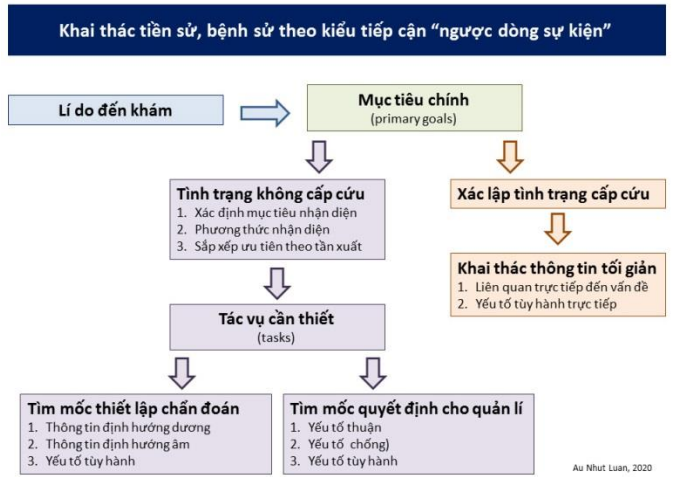 Khai thác tiền sử, bệnh sử theo kiểu tiếp cận “ngược dòng sự kiện”
Lí do đến khám
Mục tiêu chính
(primary goals)
Tình trạng không cấp cứu
1. Xác định mục tiêu nhận diện
2. Phương thức nhận diện
3. Sắp xếp ưu tiên theo tần xuất
Xác lập tình trạng cấp cứu
Khai thác thông tin tối giản
1. Liên quan trực tiếp đến vấn đề
2. Yếu tố tùy hành trực tiếp
Tác vụ cần thiết
(tasks)
Tìm mốc thiết lập chẩn đoán
1. Thông tin định hướng dương
2. Thông tin định hướng âm
3. Yếu tố tùy hành
Tìm mốc quyết định cho quản lí
1. Yếu tố thuận
2. Yếu tố chống)
3. Yếu tố tùy hành
Au Nhut Luan, 2020